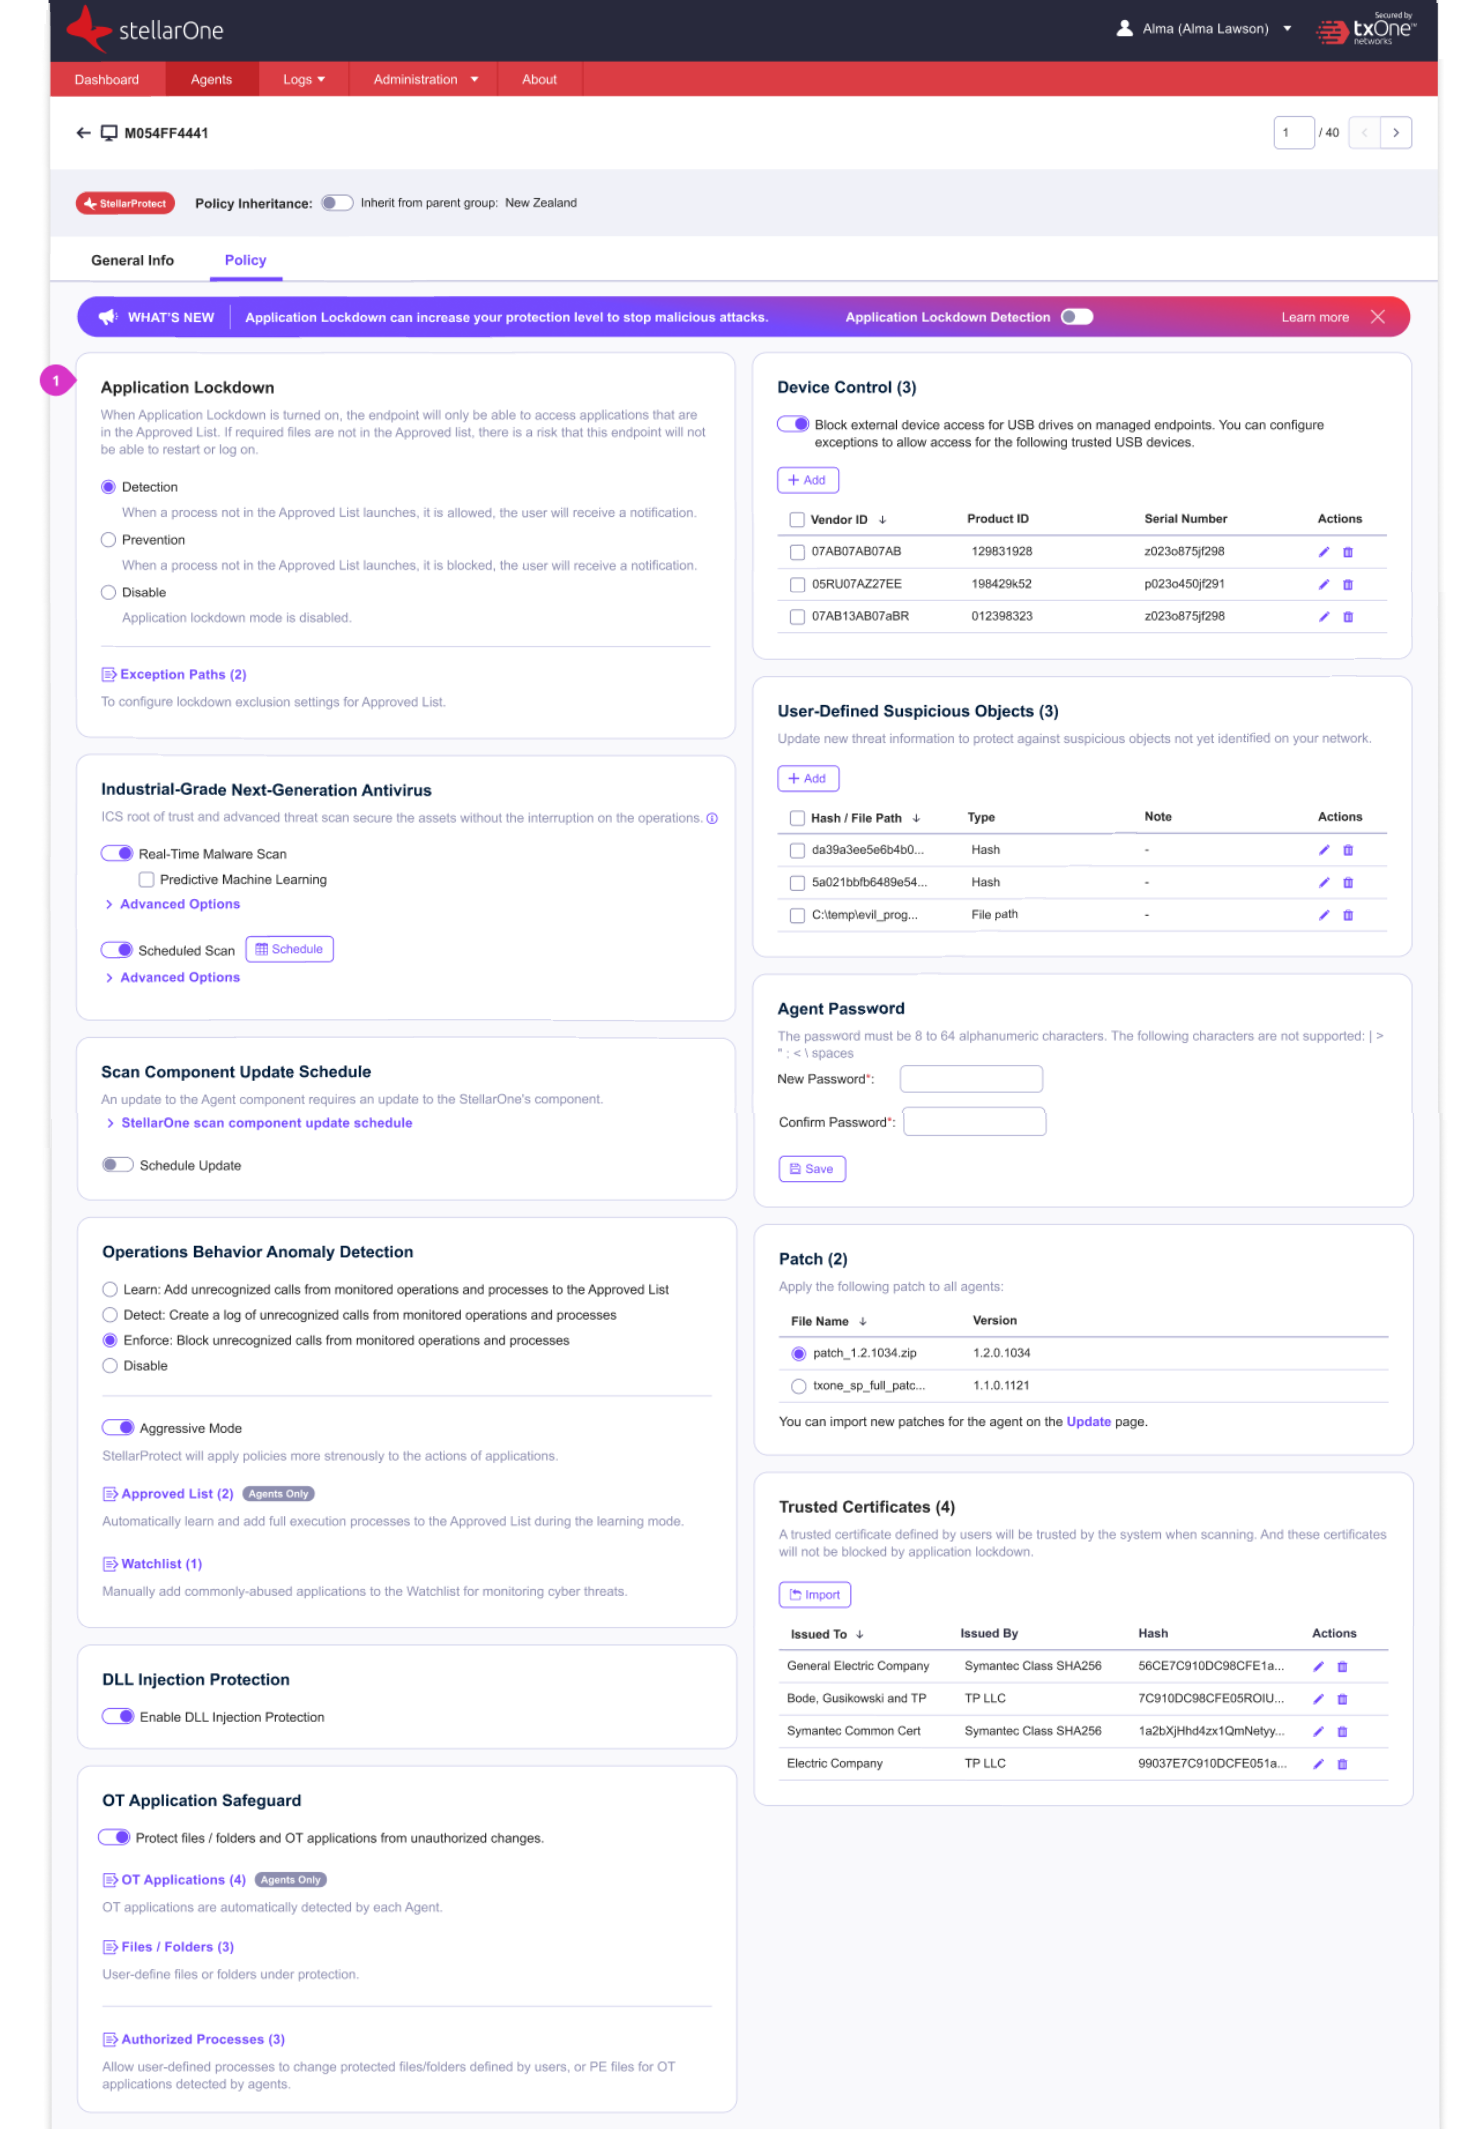 stellarOne
Alma (Alma Lawson)
Secured by
txOne™
networks
Dashboard
Agents
Logs
Administration
About
M054FF4441
1 / 40
StellarProtect
Policy Inheritance: Inherit from parent group: New Zealand
General Info
Policy
WHAT'S NEW
Application Lockdown can increase your protection level to stop malicious attacks.
Application Lockdown Detection
Learn more
1
Application Lockdown
When Application Lockdown is turned on, the endpoint will only be able to access applications that are
in the Approved List. If required files are not in the Approved list, there is a risk that this endpoint will not
be able to restart or log on.
Detection
When a process not in the Approved List launches, it is allowed, the user will receive a notification.
Prevention
When a process not in the Approved List launches, it is blocked, the user will receive a notification.
Disable
Application lockdown mode is disabled.
Exception Paths (2)
To configure lockdown exclusion settings for Approved List.
Industrial-Grade Next-Generation Antivirus
ICS root of trust and advanced threat scan secure the assets without the interruption on the operations.
Real-Time Malware Scan
Predictive Machine Learning
Advanced Options
Scheduled Scan
Schedule
Advanced Options
Scan Component Update Schedule
An update to the Agent component requires an update to the StellarOne's component.
StellarOne scan component update schedule
Schedule Update
Operations Behavior Anomaly Detection
Learn: Add unrecognized calls from monitored operations and processes to the Approved List
Detect: Create a log of unrecognized calls from monitored operations and processes
Enforce: Block unrecognized calls from monitored operations and processes
Disable
Aggressive Mode
StellarProtect will apply policies more strenously to the actions of applications.
Approved List (2) Agents Only
Automatically learn and add full execution processes to the Approved List during the learning mode.
Watchlist (1)
Manually add commonly-abused applications to the Watchlist for monitoring cyber threats.
DLL Injection Protection
Enable DLL Injection Protection
OT Application Safeguard
Protect files / folders and OT applications from unauthorized changes.
OT Applications (4) Agents Only
OT applications are automatically detected by each Agent.
Files / Folders (3)
User-define files or folders under protection.
Authorized Processes (3)
Allow user-defined processes to change protected files/folders defined by users, or PE files for OT
applications detected by agents.
Device Control (3)
Block external device access for USB drives on managed endpoints. You can configure
exceptions to allow access for the following trusted USB devices.
+ Add
Vendor ID ↓ Product ID Serial Number Actions
07AB07AB07AB 129831928 z023o875jf298
05RU07AZ27EE 198429k52 p023o450jf291
07AB13AB07aBR 012398323 z023o875jf298
User-Defined Suspicious Objects (3)
Update new threat information to protect against suspicious objects not yet identified on your network.
+ Add
Hash / File Path ↓ Type Note Actions
da39a3ee5e6b4b0... Hash -
5a021bbfb6489e54... Hash -
C:\temp\evil_prog... File path -
Agent Password
The password must be 8 to 64 alphanumeric characters. The following characters are not supported: | >
" : < \ spaces
New Password*:
Confirm Password*:
Save
Patch (2)
Apply the following patch to all agents:
File Name ↓ Version
patch_1.2.1034.zip 1.2.0.1034
txone_sp_full_patc... 1.1.0.1121
You can import new patches for the agent on the Update page.
Trusted Certificates (4)
A trusted certificate defined by users will be trusted by the system when scanning. And these certificates
will not be blocked by application lockdown.
Import
Issued To ↓ Issued By Hash Actions
General Electric Company Symantec Class SHA256 56CE7C910DC98CFE1a...
Bode, Gusikowski and TP TP LLC 7C910DC98CFE05ROIU...
Symantec Common Cert Symantec Class SHA256 1a2bXjHhd4zx1QmNetyy...
Electric Company TP LLC 99037E7C910DCFE051a...